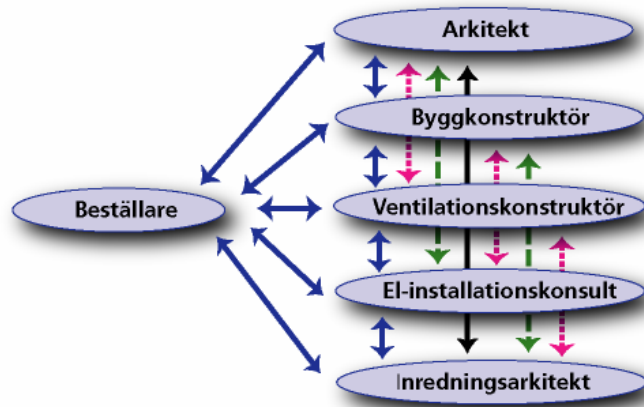 Arkitekt
Byggkonstruktör
Beställare
Ventilationskonstruktör
El-installationskonsult
Inredningsarkitekt